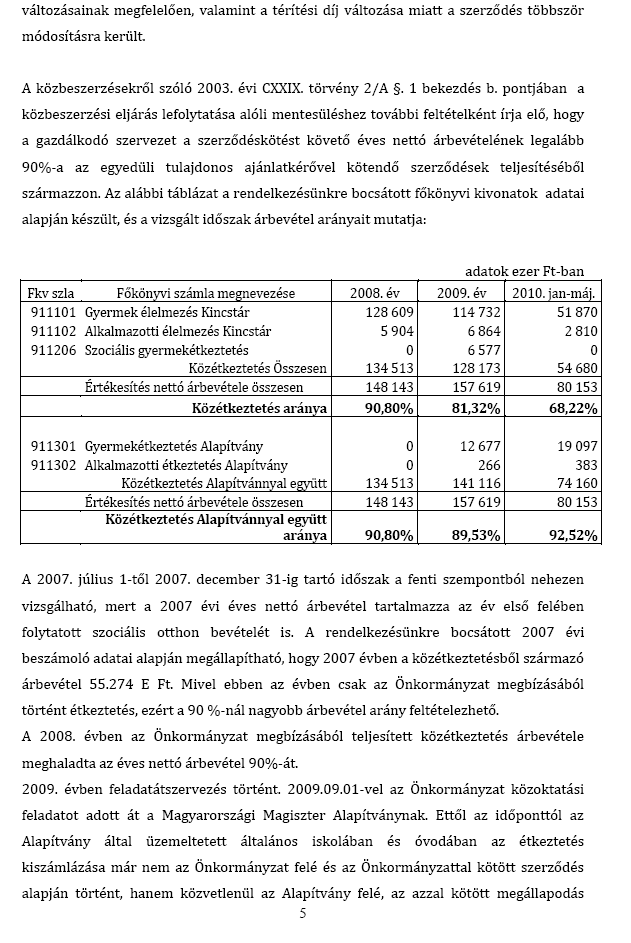 változásainak megfelelően, valamint a térítési díj változása miatt a szerződés többször
módosításra került.
A közbeszerzésekről szóló 2003. évi CXXIX. törvény 2/A §. 1 bekezdés b. pontjában a
közbeszerzési eljárás lefolytatása alóli mentesüléshez további feltételként írja elő, hogy
a gazdálkodó szervezet a szerződéskötést követő éves nettó árbevételének legalább
90%-a az egyedüli tulajdonos ajánlatkérővel kötendő szerződések teljesítéséből
származzon. Az alábbi táblázat a rendelkezésünkre bocsátott főkönyvi kivonatok adatai
alapján készült, és a vizsgált időszak árbevétel arányait mutatja:
adatok ezer Ft-ban
Fkv szla Főkönyvi számla megnevezése 2008. év 2009. év 2010. jan-máj.
911101 Gyermek élelmezés Kincstár 128 609 114 732 51 870
911102 Alkalmazotti élelmezés Kincstár 5 904 6 864 2 810
911206 Szociális gyermekétkeztetés 0 6 577 0
Közétkeztetés Összesen 134 513 128 173 54 680
Értékesítés nettó árbevétele összesen 148 143 157 619 80 153
Közétkeztetés aránya 90,80% 81,32% 68,22%
911301 Gyermekétkeztetés Alapítvány 0 12 677 19 097
911302 Alkalmazotti étkeztetés Alapítvány 0 266 383
Közétkeztetés Alapítvánnyal együtt 134 513 141 116 74 160
Értékesítés nettó árbevétele összesen 148 143 157 619 80 153
Közétkeztetés Alapítvánnyal együtt
aránya 90,80% 89,53% 92,52%
A 2007. július 1-től 2007. december 31-ig tartó időszak a fenti szempontból nehezen
vizsgálható, mert a 2007 évi éves nettó árbevétel tartalmazza az év első felében
folytatott szociális otthon bevételét is. A rendelkezésünkre bocsátott 2007 évi
beszámoló adatai alapján megállapítható, hogy 2007 évben a közétkeztetésből származó
árbevétel 55.274 E Ft. Mivel ebben az évben csak az Önkormányzat megbízásából
történt étkeztetés, ezért a 90 %-nál nagyobb árbevétel arány feltételezhető.
A 2008. évben az Önkormányzat megbízásából teljesített közétkeztetés árbevétele
meghaladta az éves nettó árbevétel 90%-át.
2009. évben feladatátszervezés történt. 2009.09.01-vel az Önkormányzat közoktatási
feladatot adott át a Magyarországi Magiszter Alapítványnak. Ettől az időponttól az
Alapítvány által üzemeltetett általános iskolában és óvodában az étkeztetés
kiszámlázása már nem az Önkormányzat felé és az Önkormányzattal kötött szerződés
alapján történt, hanem közvetlenül az Alapítvány felé, az azzal kötött megállapodás
5